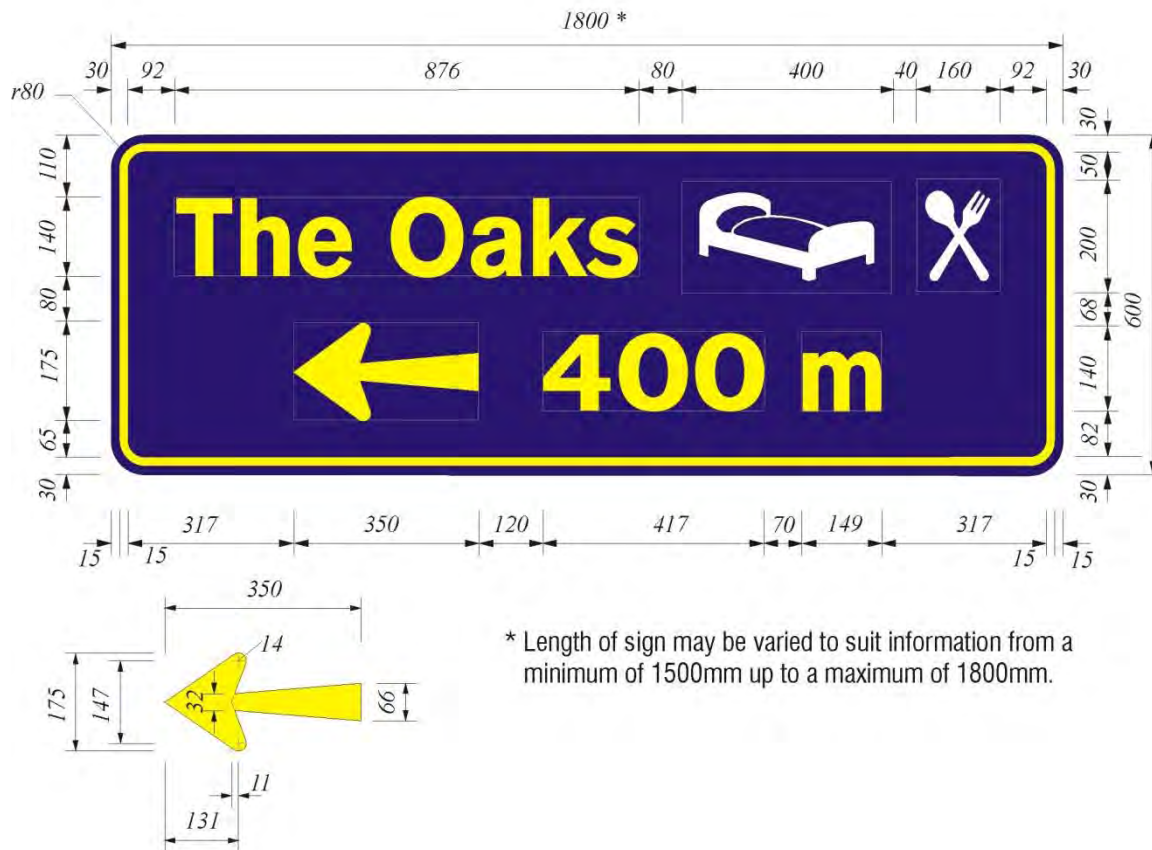 1800 *
30 92 876 80 400 40 160 92 30
r80
110
140
80
175
65
30
The Oaks
400 m
30
50
200
68
140
82
30
600
317 350 120 417 70 149 317
15 15 15 15
350
14
175
147
32
66
11
131
* Length of sign may be varied to suit information from a
minimum of 1500mm up to a maximum of 1800mm.